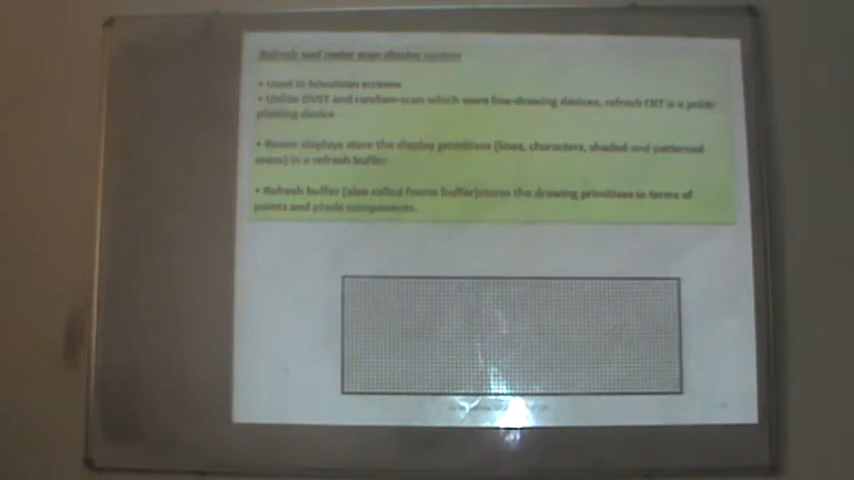 Refresh and raster scan display system
• Used in television screens
• Unlike DVST and random-scan which were line-drawing devices, refresh CRT is a point-
plotting device
• Raster displays store the display primitives (lines, characters, shaded and patterned
areas) in a refresh buffer.
• Refresh buffer (also called frame buffer)stores the drawing primitives in terms of
points and pixels components.